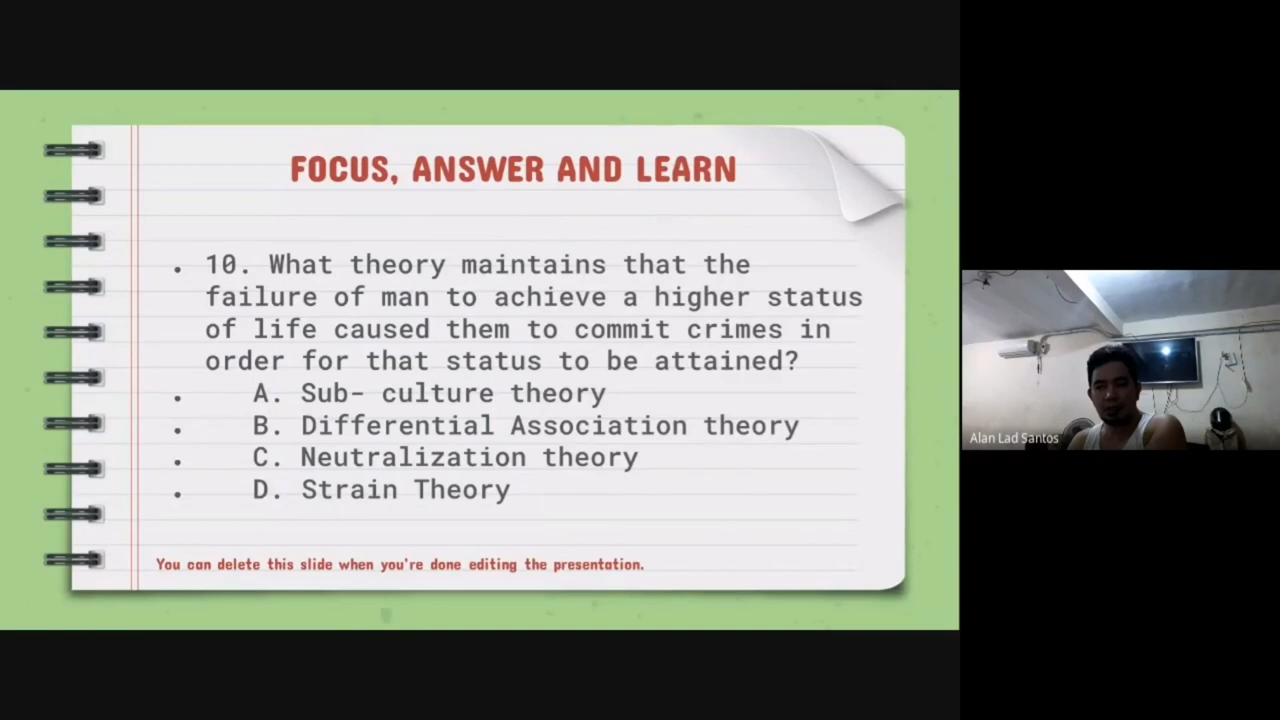 FOCUS, ANSWER AND LEARN
. 10. What theory maintains that the
failure of man to achieve a higher status
of life caused them to commit crimes in
order for that status to be attained?
. A. Sub- culture theory
. B. Differential Association theory
. C. Neutralization theory
. D. Strain Theory
You can delete this slide when you're done editing the presentation.
Alan Lad Santos